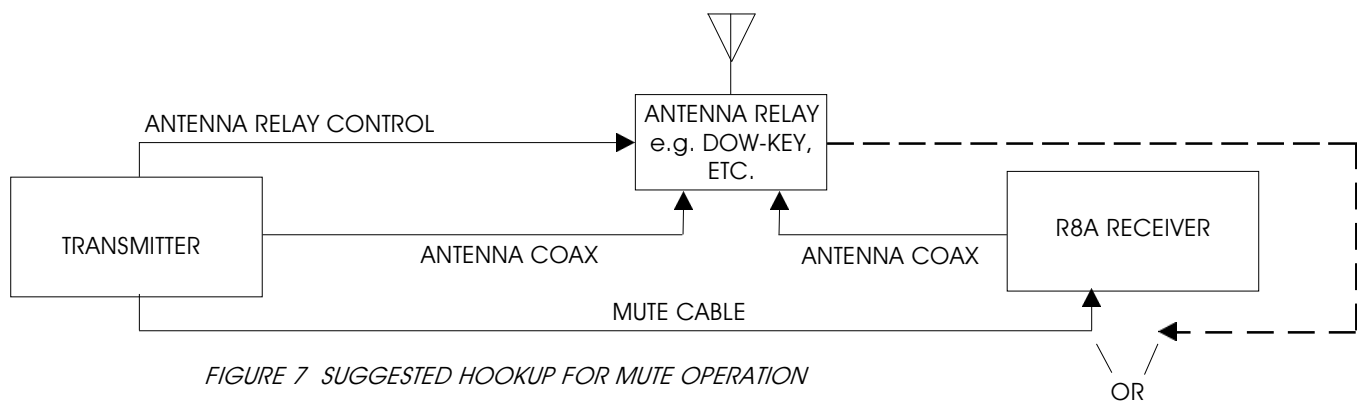 ANTENNA RELAY
e.g. DOW-KEY,
ETC.
ANTENNA RELAY CONTROL
TRANSMITTER
ANTENNA COAX
ANTENNA COAX
R8A RECEIVER
MUTE CABLE
FIGURE 7 SUGGESTED HOOKUP FOR MUTE OPERATION
OR